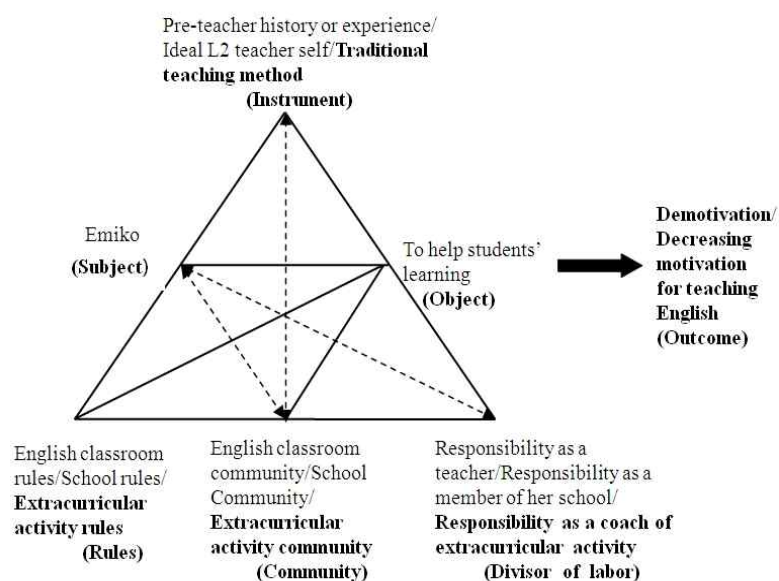 Pre-teacher history or experience/
Ideal L2 teacher self/Traditional
teaching method
(Instrument)
Emiko
(Subject)
To help students’
learning
(Object)
Demotivation/
Decreasing
motivation
for teaching
English
(Outcome)
English classroom
rules/School rules/
Extracurricular
activity rules
(Rules)
English classroom
community/School
Community/
Extracurricular
activity community
(Community)
Responsibility as a
teacher/Responsibility as a
member of her school/
Responsibility as a coach of
extracurricular activity
(Divisor of labor)